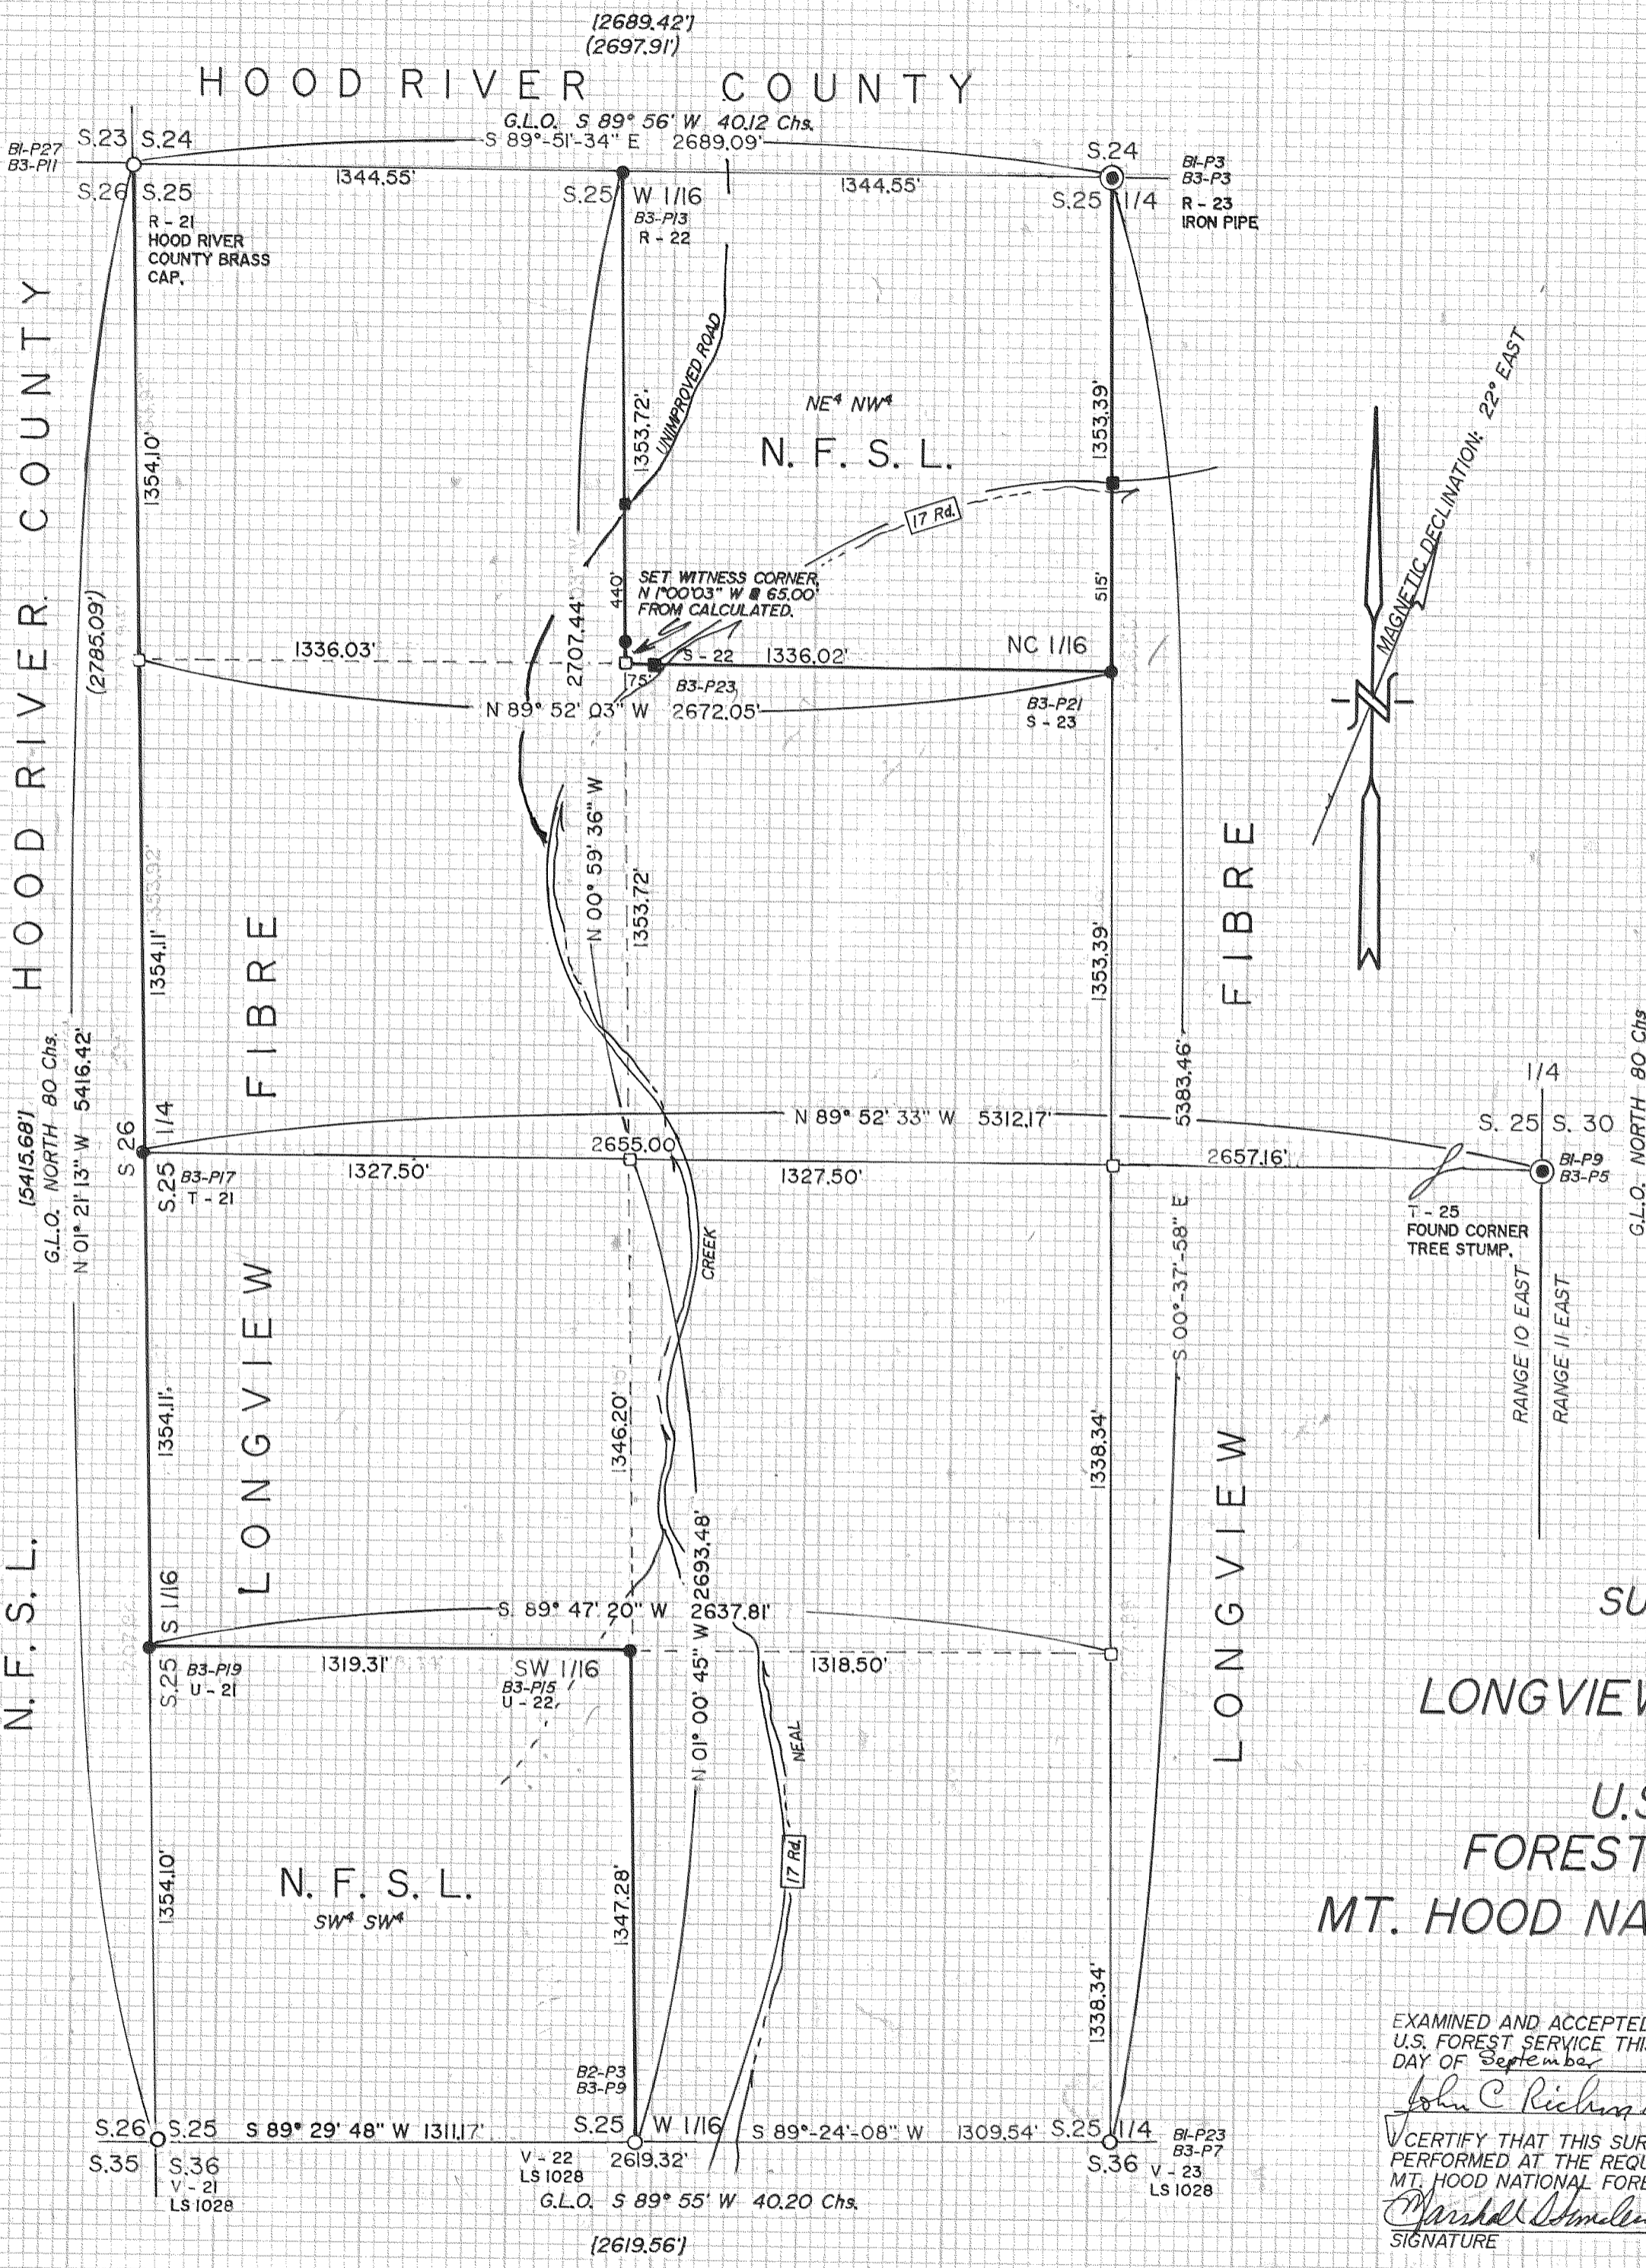 [2689.42']
(2697.91')
HOOD RIVER COUNTY
G.L.O. S 89° 56' W 40.12 Chs.
S 89°-51'-34" E 2689.09'
S.23 S.24
B1-P27
B3-P11
S.26 S.25
1344.55'
1344.55'
S.24
S.25 1/4
B1-P3
B3-P3
R - 23
IRON PIPE
R - 21
HOOD RIVER
COUNTY BRASS
CAP.
S.25 W 1/16
B3-P13
R - 22
HOOD RIVER COUNTY
1354.10'
1353.72'
UNIMPROVED ROAD
NE⁴ NW⁴
N. F. S. L.
1353.39'
17 Rd.
MAGNETIC DECLINATION: 22° EAST
N
(2785.09')
2707.44'
440'
SET WITNESS CORNER,
N 1°00'03" W @ 65.00'
FROM CALCULATED.
515'
1336.03'
S - 22
1336.02'
NC 1/16
75'
B3-P23
N 89° 52' 03" W 2672.05'
B3-P21
S - 23
N 00° 59' 36" W
1353.72'
1354.11'
1353.39'
LONGVIEW FIBRE
LONGVIEW FIBRE
[5415.68']
G.L.O. NORTH 80 Chs.
N 01° 21' 13" W 5416.42'
G.L.O. NORTH 80 Chs
5383.46'
S 00°-37'-58" E
S 26
S.25 1/4
N 89° 52' 33" W 5312.17'
1/4
S. 25 S. 30
2655.00
1327.50'
1327.50'
2657.16'
B1-P9
B3-P5
B3-P17
T - 21
T - 25
FOUND CORNER
TREE STUMP.
RANGE 10 EAST
RANGE 11 EAST
CREEK
1354.11'
1346.20'
1338.34'
2693.48'
N 01° 00' 45" W
N.F.S.L.
S.25 S 1/16
S. 89° 47' 20" W 2637.81'
1319.31'
SW 1/16
1318.50'
B3-P19
U - 21
B3-P15
U - 22
NEAL
17 Rd.
SU
LONGVIEW
U.S
FOREST
MT. HOOD NA
1354.10'
N. F. S. L.
SW⁴ SW⁴
1347.28'
1338.34'
B2-P3
B3-P9
S.26 S.25
S 89° 29' 48" W 1311.17'
S.25 W 1/16
S 89°-24'-08" W 1309.54'
S.25 1/4
B1-P23
B3-P7
S.35 S.36
V - 21
LS 1028
V - 22
LS 1028
2619.32'
S.36
V - 23
LS 1028
G.L.O. S 89° 55' W 40.20 Chs.
[2619.56']
EXAMINED AND ACCEPTED
U.S. FOREST SERVICE THIS
DAY OF September
John C Richm
CERTIFY THAT THIS SUR
PERFORMED AT THE REQU
MT. HOOD NATIONAL FORE
Marshall
SIGNATURE